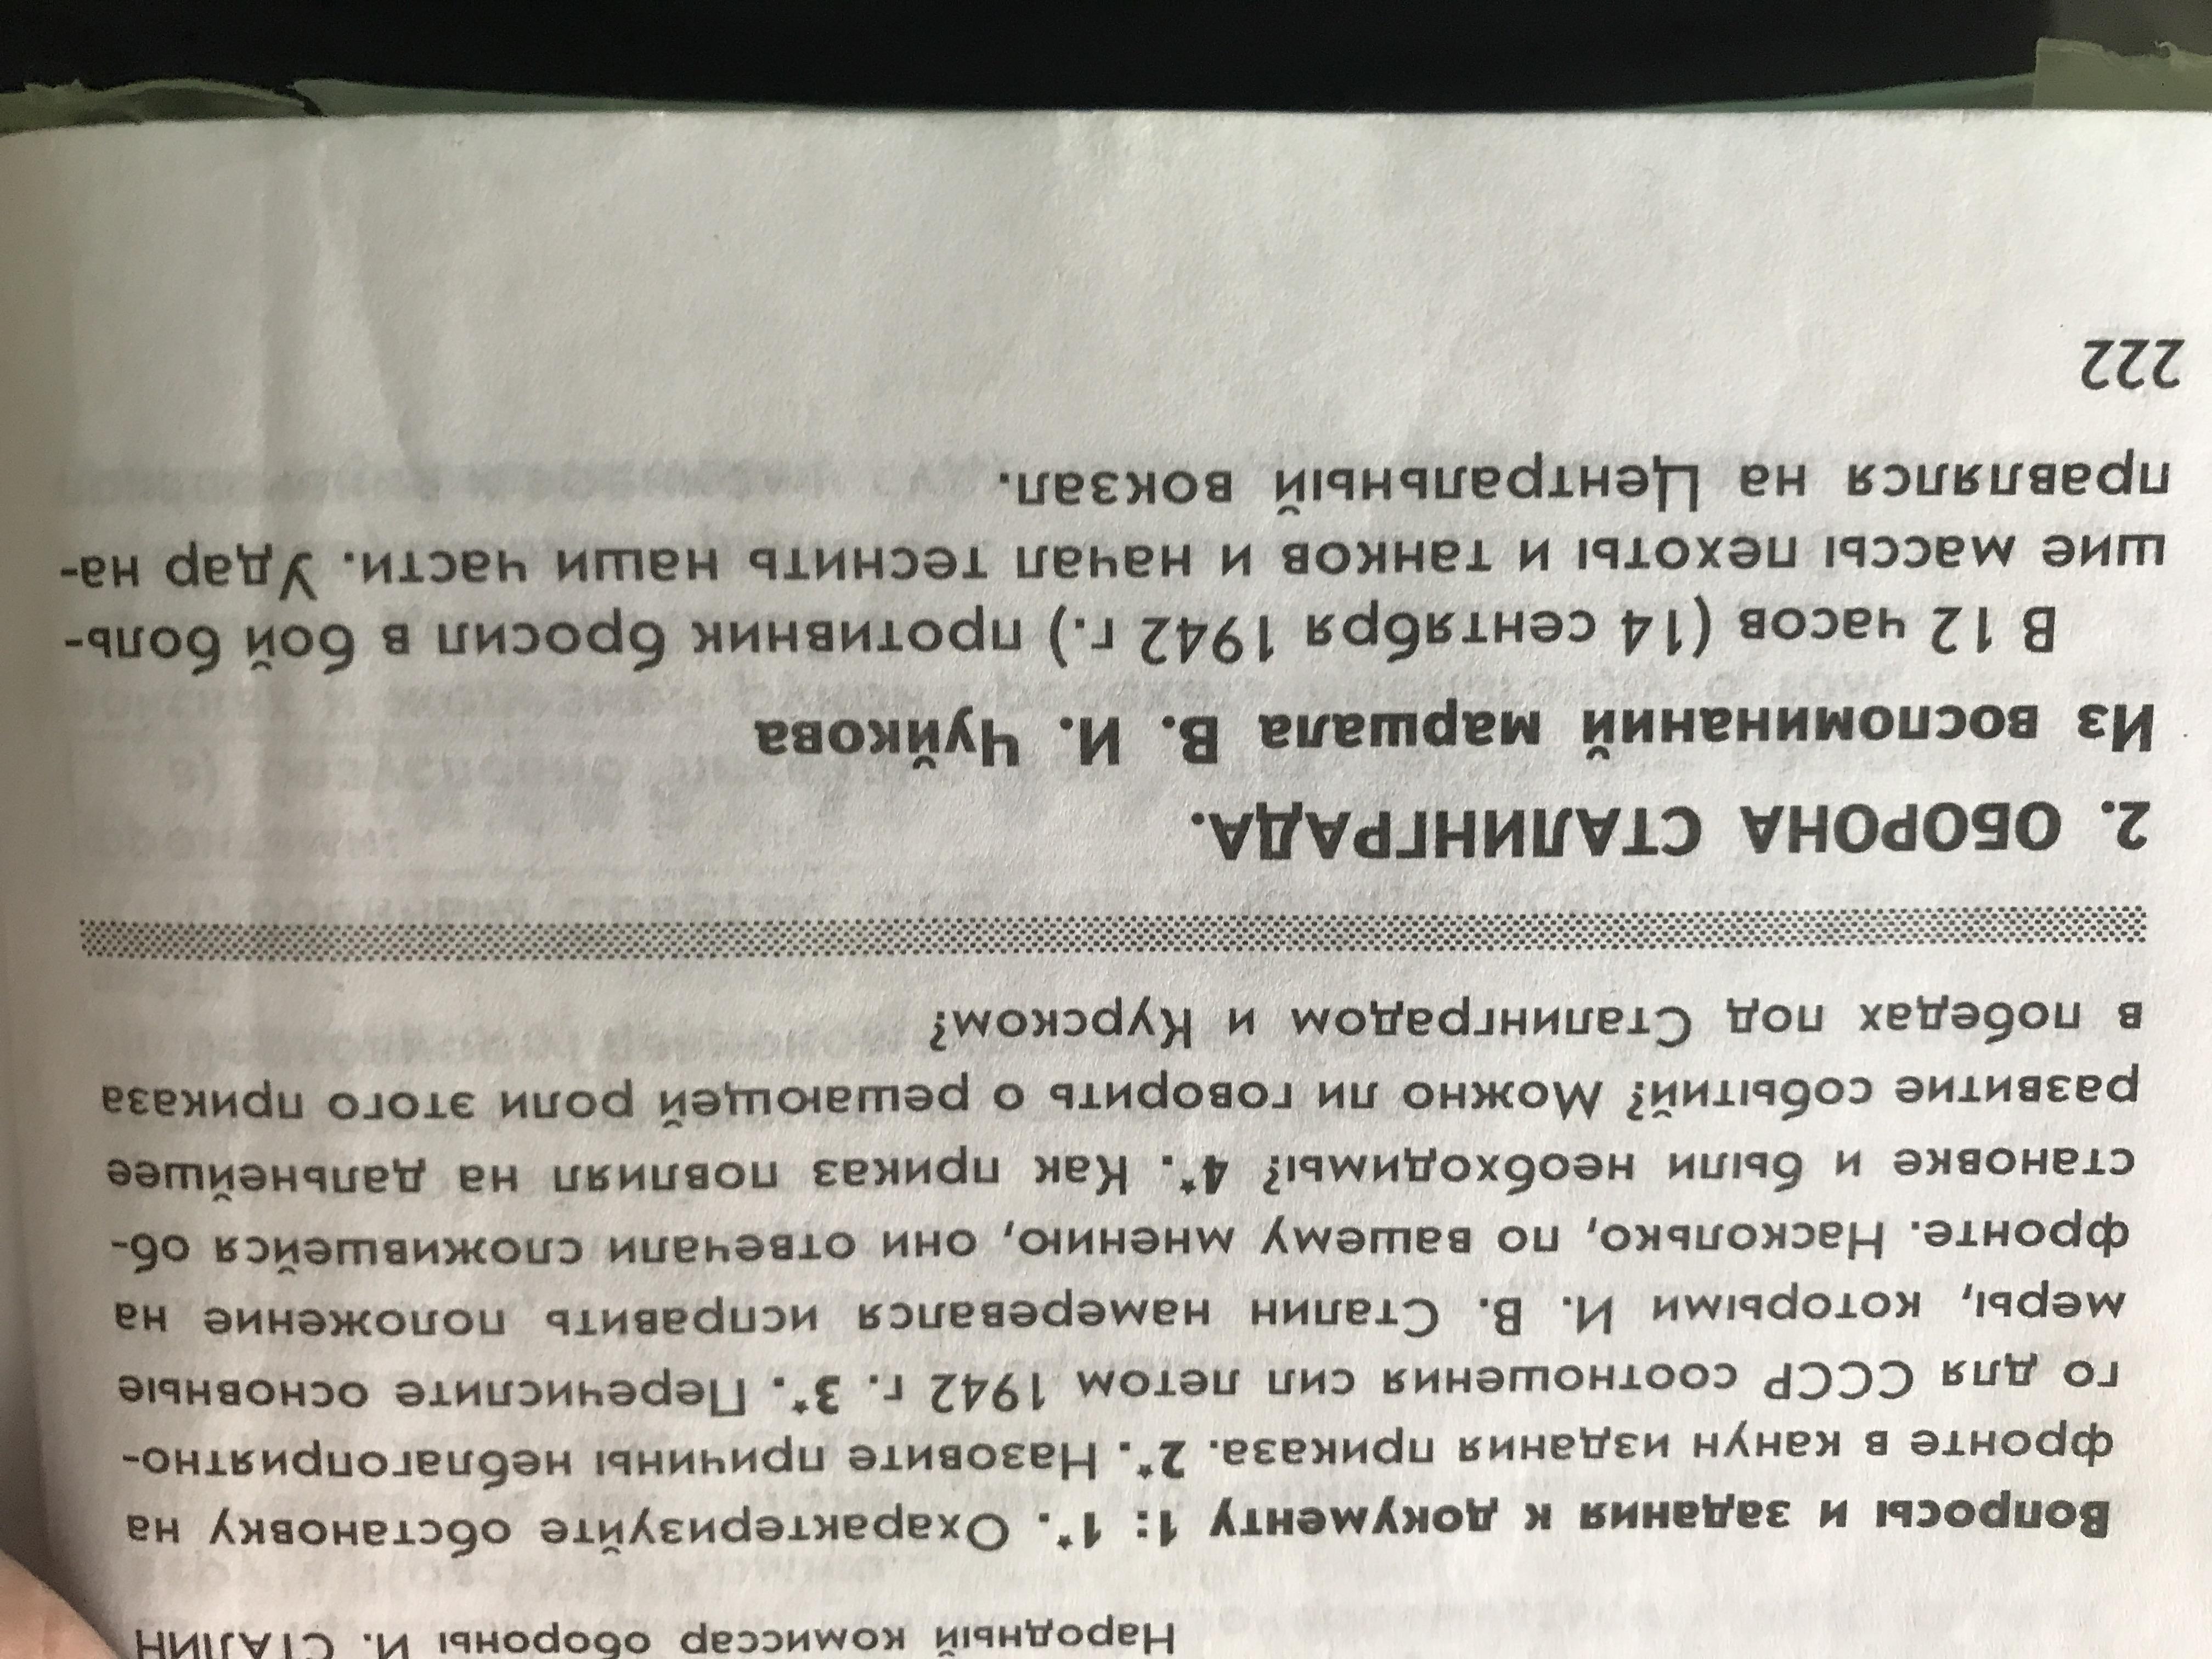 Народный комиссар обороны И. СТАЛИН
Вопросы и задания к документу 1: 1*. Охарактеризуйте обстановку на
фронте в канун издания приказа. 2*. Назовите причины неблагоприятно-
го для СССР соотношения сил летом 1942 г. 3*. Перечислите основные
меры, которыми И. В. Сталин намеревался исправить положение на
фронте. Насколько, по вашему мнению, они отвечали сложившейся об-
становке и были необходимы? 4*. Как приказ повлиял на дальнейшее
развитие событий? Можно ли говорить о решающей роли этого приказа
в победах под Сталинградом и Курском?
2. ОБОРОНА СТАЛИНГРАДА.
Из воспоминаний маршала В. И. Чуйкова
В 12 часов (14 сентября 1942 г.) противник бросил в бой боль-
шие массы пехоты и танков и начал теснить наши части. Удар на-
правлялся на Центральный вокзал.
222